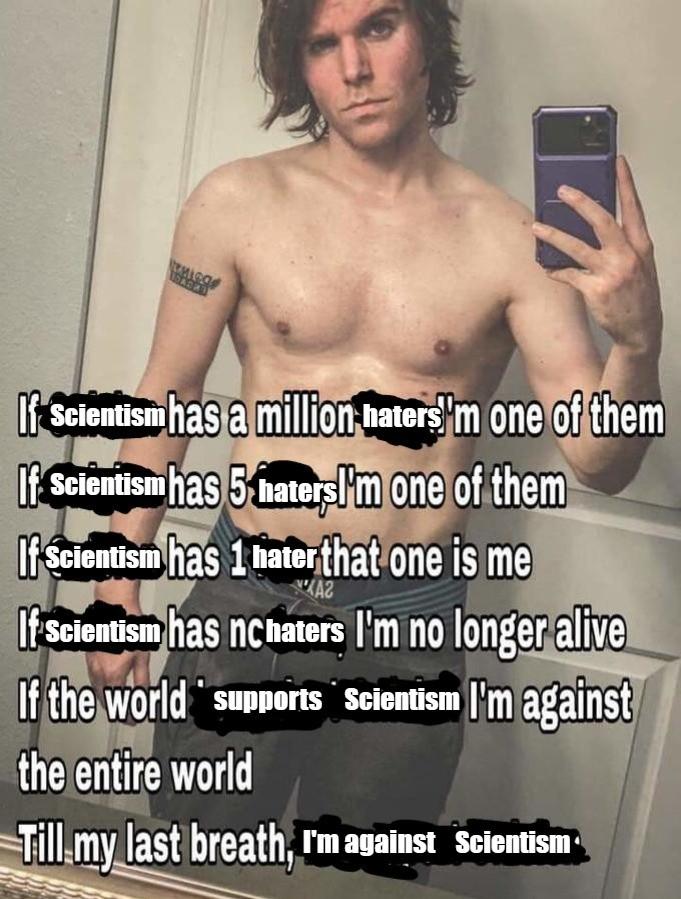 If Scientism has a million haters I'm one of them
If Scientism has 5 haters, I'm one of them
If Scientism has 1 hater that one is me
If Scientism has no haters I'm no longer alive
If the world supports Scientism I'm against
the entire world
Till my last breath, I'm against Scientism.